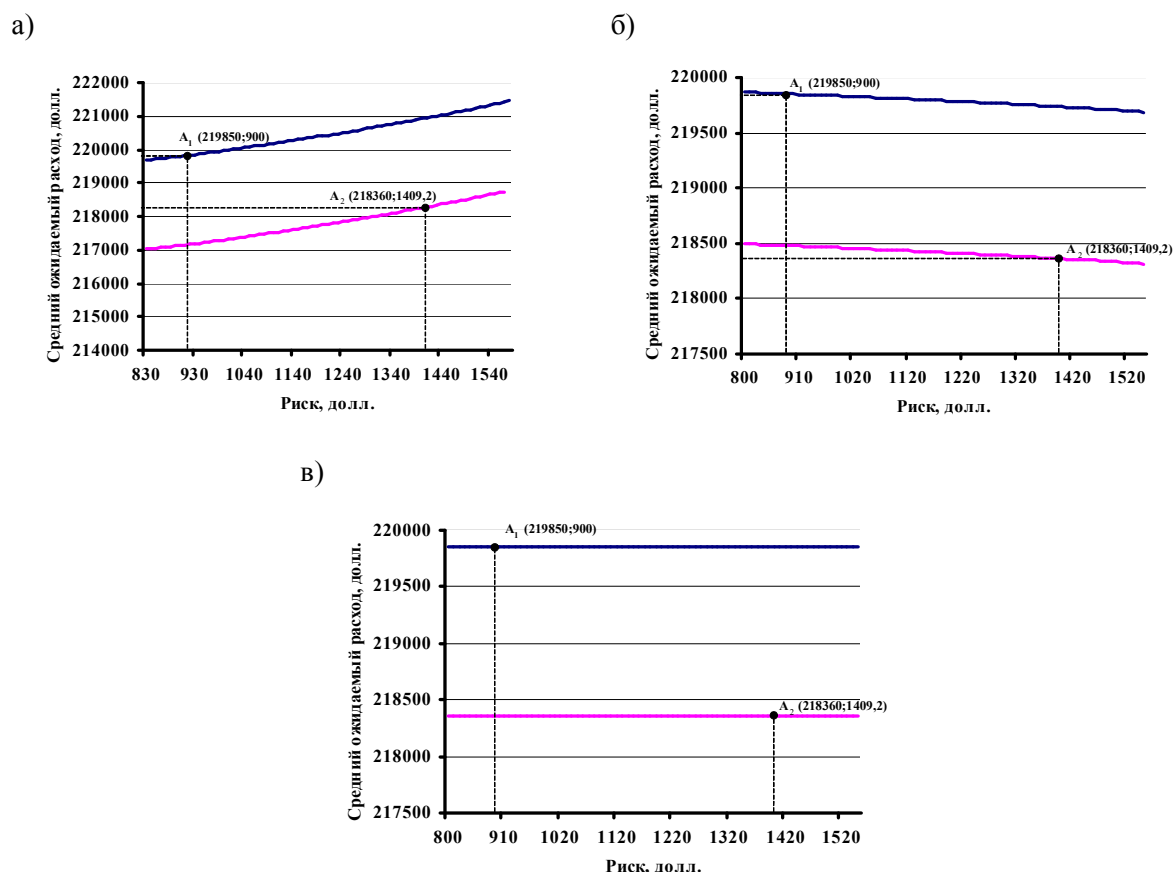 а)
Средний ожидаемый расход, долл.
222000
221000
220000
219000
218000
217000
216000
215000
214000
A1 (219850;900)
A2 (218360;1409,2)
830 930 1040 1140 1240 1340 1440 1540
Риск, долл.
б)
Средний ожидаемый расход, долл.
220000
219500
219000
218500
218000
217500
A1 (219850;900)
A2 (218360;1409,2)
800 910 1020 1120 1220 1320 1420 1520
Риск, долл.
в)
Средний ожидаемый расход, долл.
220000
219500
219000
218500
218000
217500
A1 (219850;900)
A2 (218360;1409,2)
800 910 1020 1120 1220 1320 1420 1520
Риск, долл.